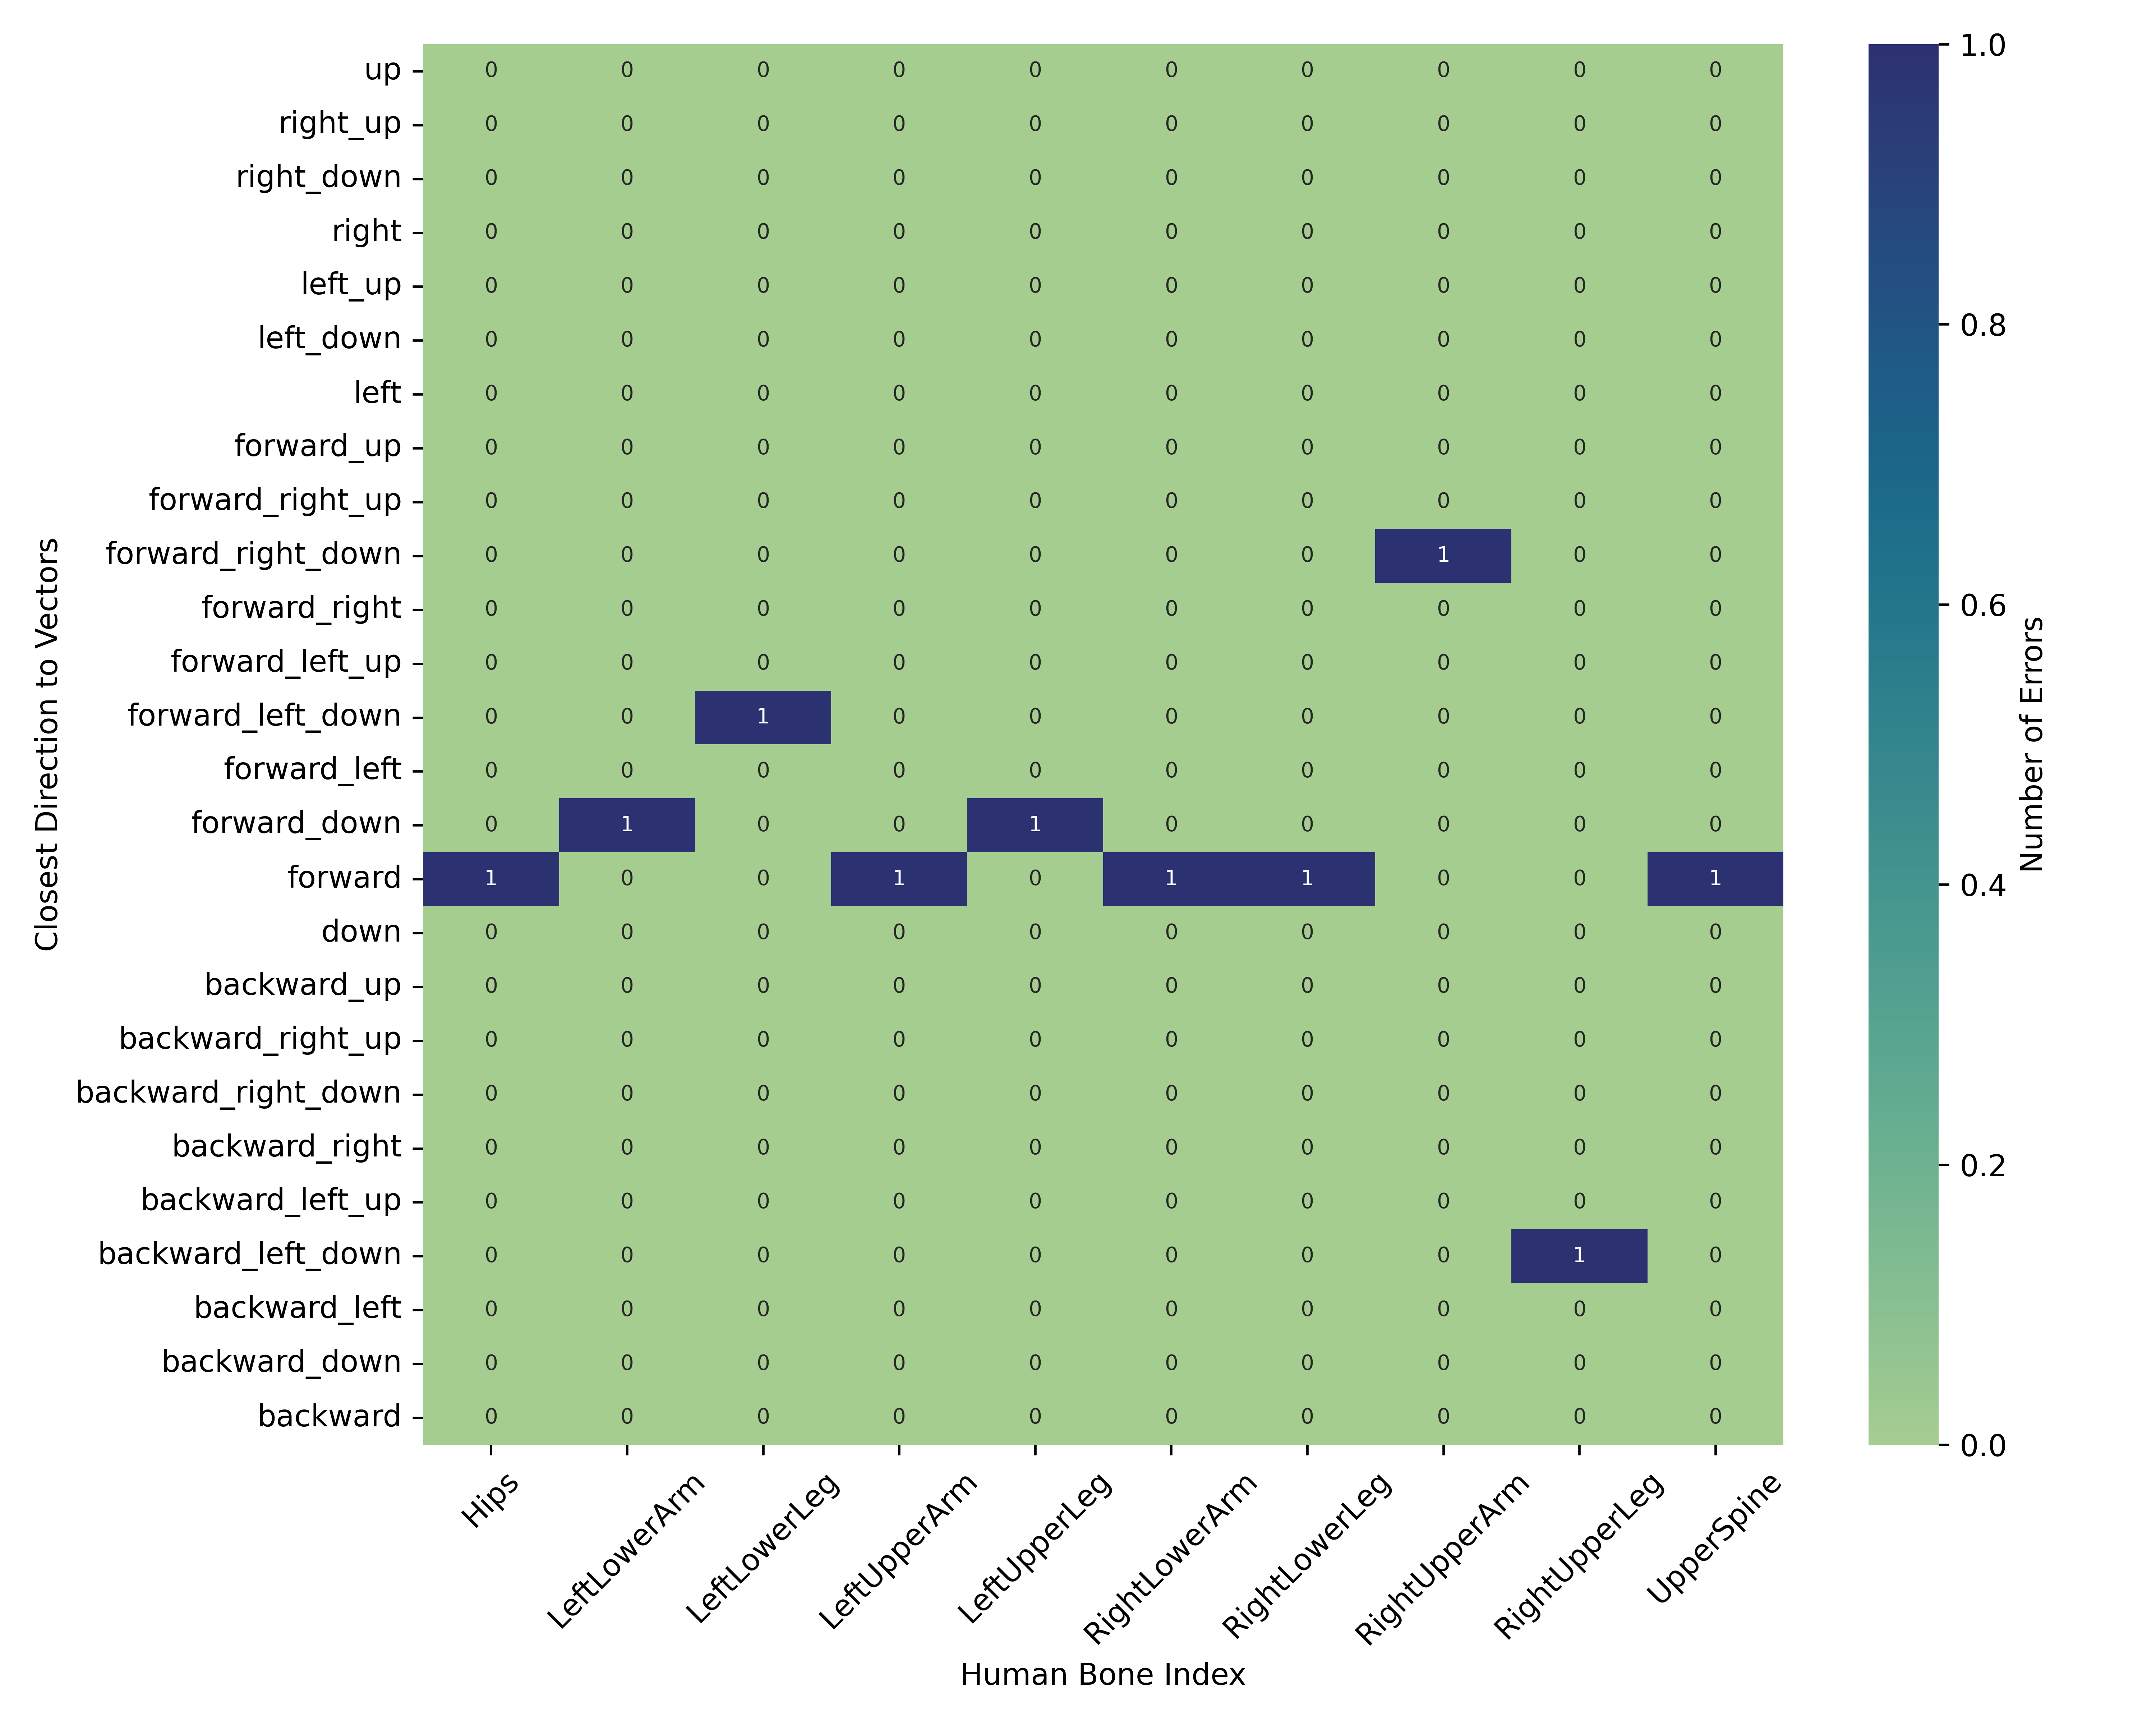 up 0 0 0 0 0 0 0 0 0 0
right_up 0 0 0 0 0 0 0 0 0 0
right_down 0 0 0 0 0 0 0 0 0 0
right 0 0 0 0 0 0 0 0 0 0
left_up 0 0 0 0 0 0 0 0 0 0
left_down 0 0 0 0 0 0 0 0 0 0
left 0 0 0 0 0 0 0 0 0 0
forward_up 0 0 0 0 0 0 0 0 0 0
forward_right_up 0 0 0 0 0 0 0 0 0 0
forward_right_down 0 0 0 0 0 0 0 1 0 0
forward_right 0 0 0 0 0 0 0 0 0 0
forward_left_up 0 0 0 0 0 0 0 0 0 0
forward_left_down 0 0 1 0 0 0 0 0 0 0
forward_left 0 0 0 0 0 0 0 0 0 0
forward_down 0 1 0 0 1 0 0 0 0 0
forward 1 0 0 1 0 1 1 0 0 1
down 0 0 0 0 0 0 0 0 0 0
backward_up 0 0 0 0 0 0 0 0 0 0
backward_right_up 0 0 0 0 0 0 0 0 0 0
backward_right_down 0 0 0 0 0 0 0 0 0 0
backward_right 0 0 0 0 0 0 0 0 0 0
backward_left_up 0 0 0 0 0 0 0 0 0 0
backward_left_down 0 0 0 0 0 0 0 0 1 0
backward_left 0 0 0 0 0 0 0 0 0 0
backward_down 0 0 0 0 0 0 0 0 0 0
backward 0 0 0 0 0 0 0 0 0 0
Closest Direction to Vectors
Hips LeftLowerArm LeftLowerLeg LeftUpperArm LeftUpperLeg RightLowerArm RightLowerLeg RightUpperArm RightUpperLeg UpperSpine
Human Bone Index
1.0
0.8
0.6
0.4
0.2
0.0
Number of Errors